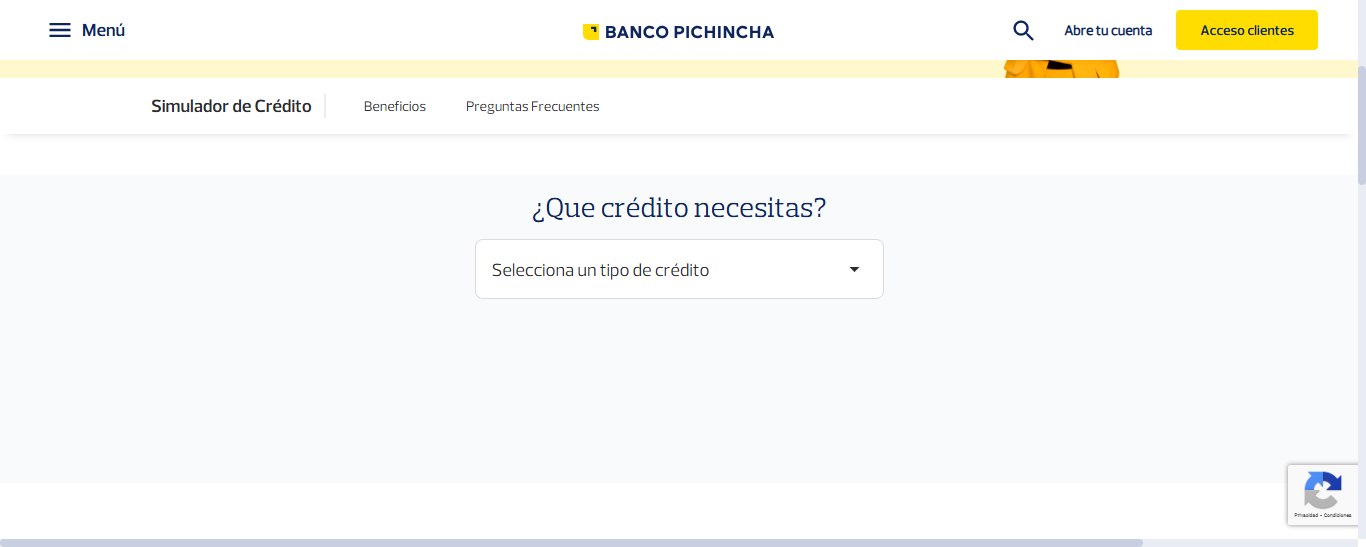 Menú
BANCO PICHINCHA
Abre tu cuenta
Acceso clientes
Simulador de Crédito
Beneficios
Preguntas Frecuentes
¿Que crédito necesitas?
Selecciona un tipo de crédito
Privacidad - Condiciones